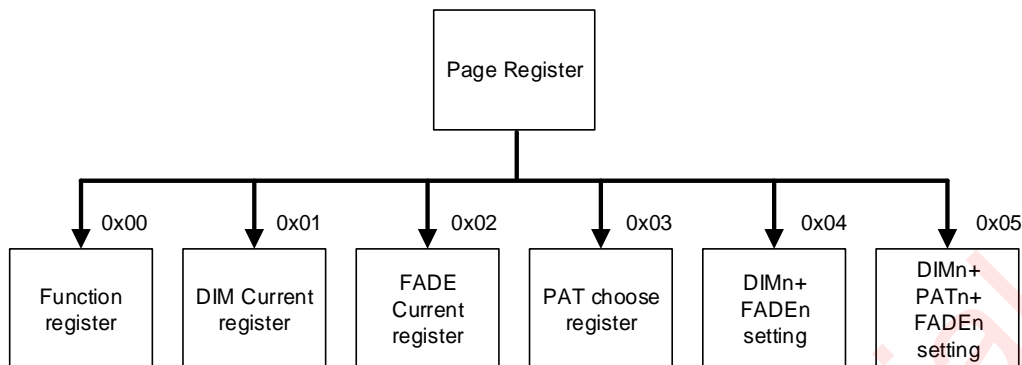 Page Register
0x00
0x01
0x02
0x03
0x04
0x05
Function
register
DIM Current
register
FADE
Current
register
PAT choose
register
DIMn+
FADEn
setting
DIMn+
PATn+
FADEn
setting